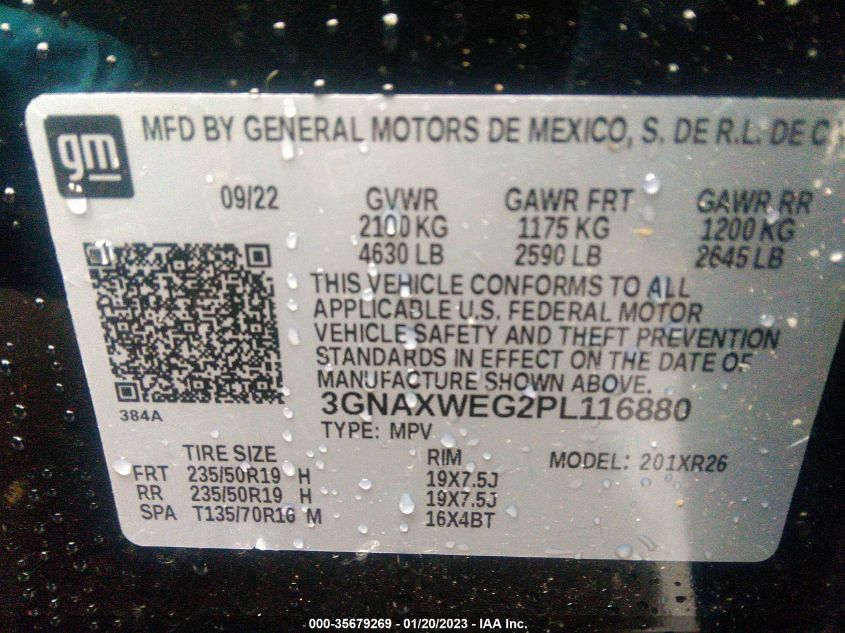 gm
MFD BY GENERAL MOTORS DE MEXICO, S. DE R.L. DE C
09/22 GVWR GAWR FRT GAWR RR
2100 KG 1175 KG 1200 KG
4630 LB 2590 LB 2645 LB
THIS VEHICLE CONFORMS TO ALL
APPLICABLE U.S. FEDERAL MOTOR
VEHICLE SAFETY AND THEFT PREVENTION
STANDARDS IN EFFECT ON THE DATE OF
MANUFACTURE SHOWN ABOVE.
384A
3GNAXWEG2PL116880
TYPE: MPV
TIRE SIZE RIM MODEL: 201XR26
FRT 235/50R19 H 19X7.5J
RR 235/50R19 H 19X7.5J
SPA T135/70R16 M 16X4BT
000-35679269 - 01/20/2023 - IAA Inc.